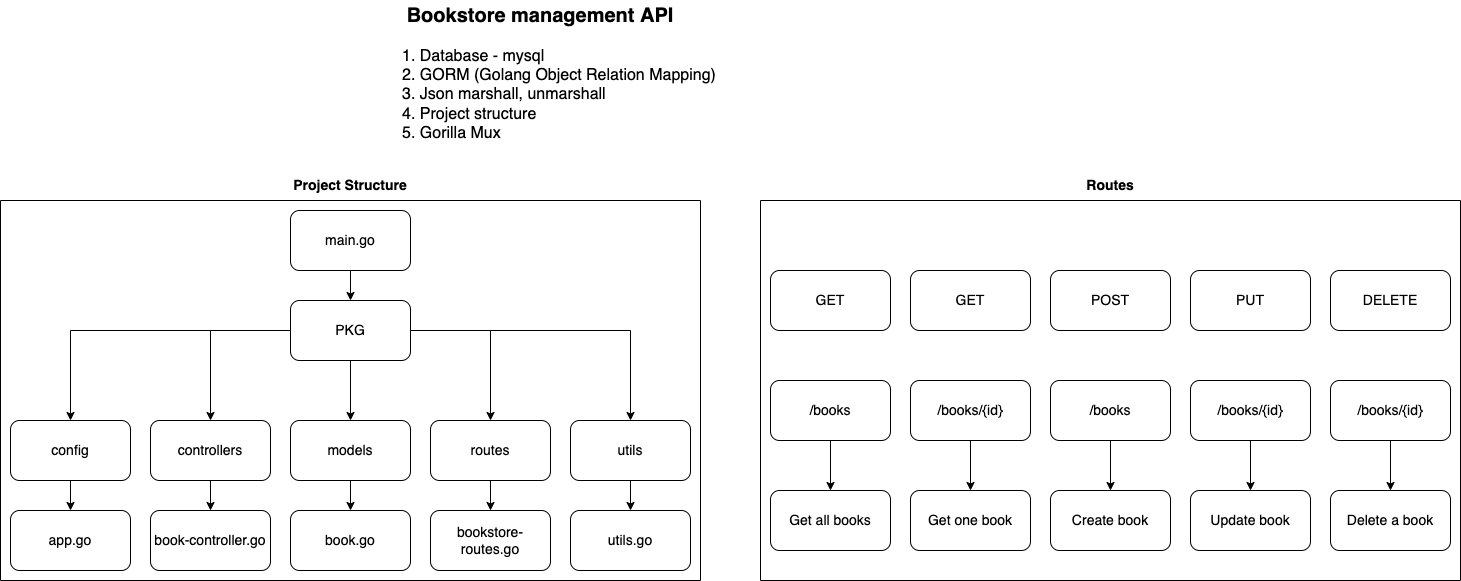 Bookstore management API
1. Database - mysql
2. GORM (Golang Object Relation Mapping)
3. Json marshall, unmarshall
4. Project structure
5. Gorilla Mux
Project Structure
main.go
PKG
config
controllers
models
routes
utils
app.go
book-controller.go
book.go
bookstore-
routes.go
utils.go
Routes
GET
GET
POST
PUT
DELETE
/books
/books/{id}
/books
/books/{id}
/books/{id}
Get all books
Get one book
Create book
Update book
Delete a book